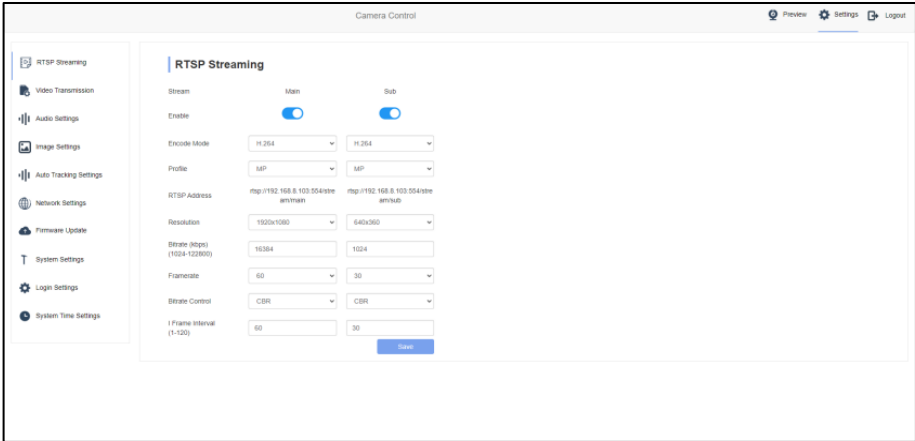 Camera Control
Preview Settings Logout
RTSP Streaming
Video Transmission
Audio Settings
Image Settings
Auto Tracking Settings
Network Settings
Firmware Update
System Settings
Login Settings
System Time Settings
RTSP Streaming
Stream Main Sub
Enable
Encode Mode H.264 H.264
Profile MP MP
RTSP Address rtsp://192.168.8.103:554/stre rtsp://192.168.8.103:554/stre
am/main am/sub
Resolution 1920x1080 640x360
Bitrate (kbps)
(1024-122800) 16384 1024
Framerate 60 30
Bitrate Control CBR CBR
I Frame Interval
(1-120) 60 30
Save